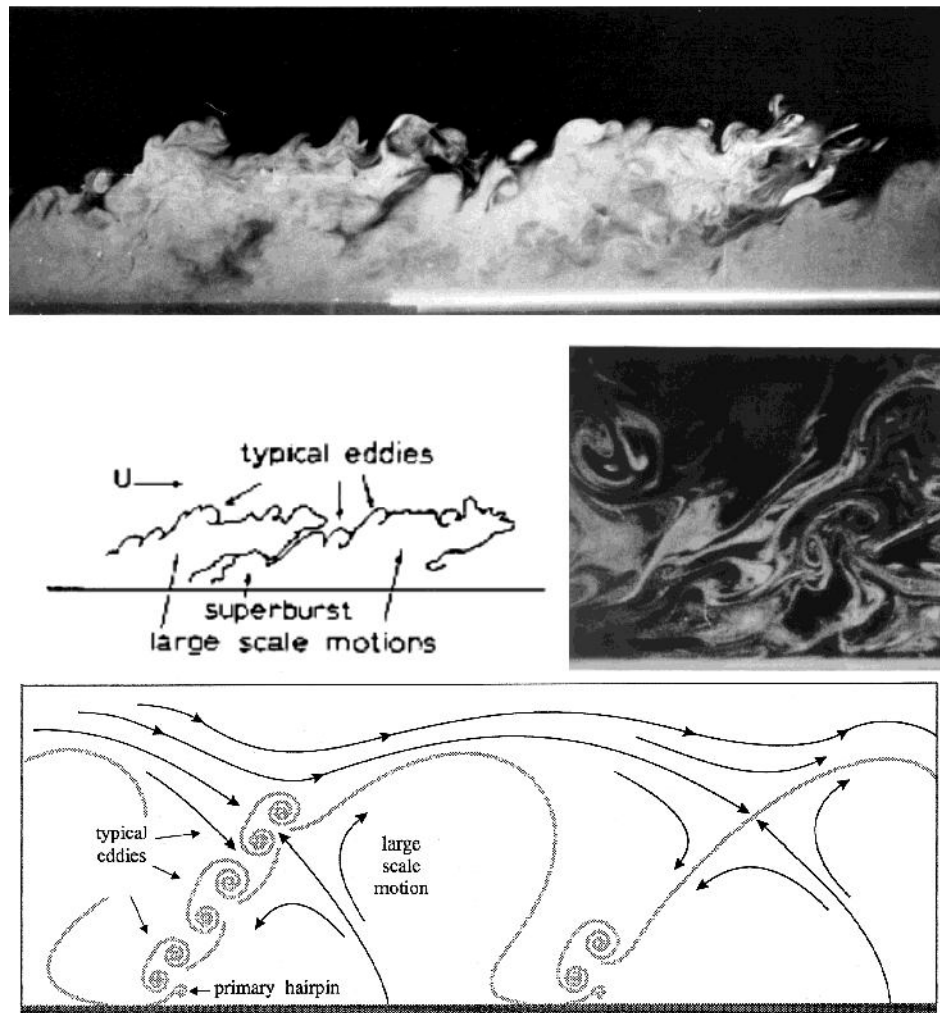 typical eddies
U
superburst
large scale motions
typical
eddies
large
scale
motion
primary hairpin